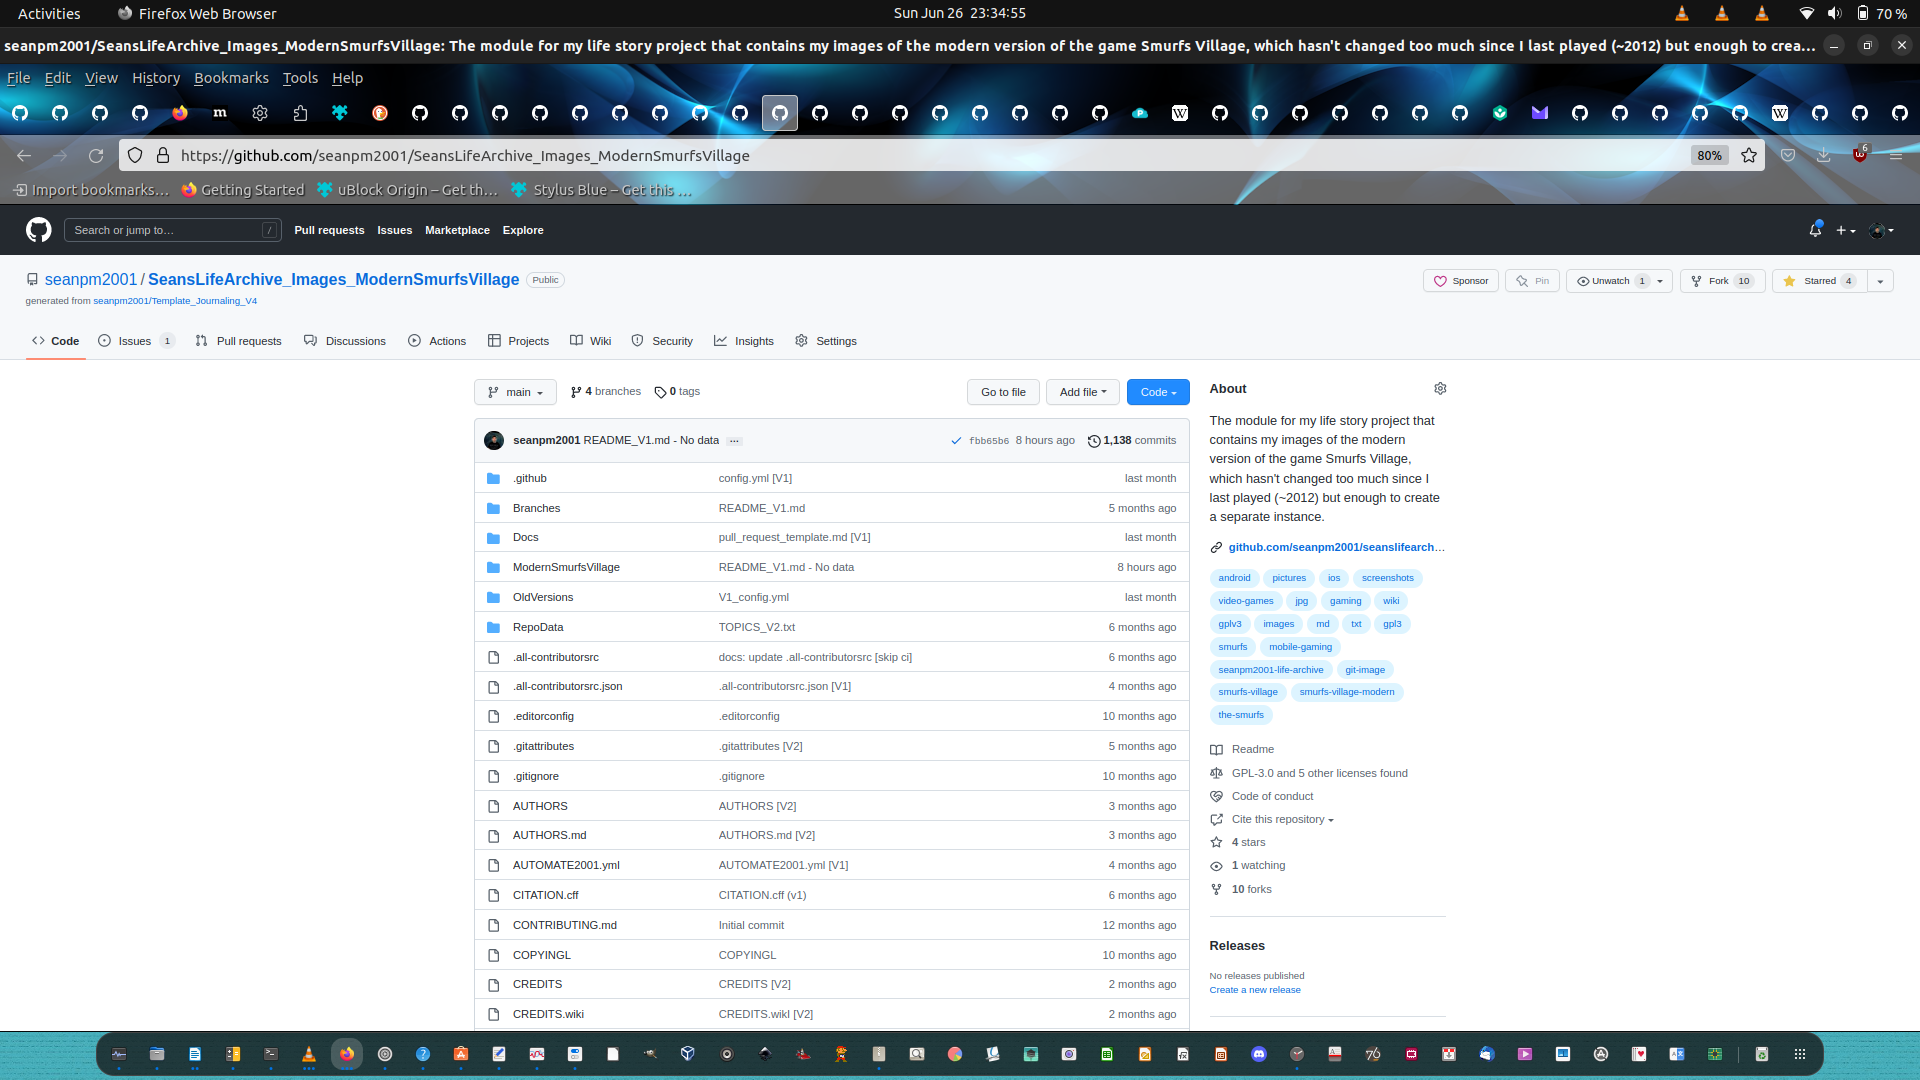 Activities Firefox Web Browser Sun Jun 26 23:34:55 70 %
seanpm2001/SeansLifeArchive_Images_ModernSmurfsVillage: The module for my life story project that contains my images of the modern version of the game Smurfs Village, which hasn't changed too much since I last played (~2012) but enough to crea…
File Edit View History Bookmarks Tools Help
https://github.com/seanpm2001/SeansLifeArchive_Images_ModernSmurfsVillage 80% 6
Import bookmarks… Getting Started uBlock Origin – Get th… Stylus Blue – Get this …
Search or jump to… / Pull requests Issues Marketplace Explore
seanpm2001 / SeansLifeArchive_Images_ModernSmurfsVillage Public
Sponsor Pin Unwatch 1 Fork 10 Starred 4
generated from seanpm2001/Template_Journaling_V4
Code Issues 1 Pull requests Discussions Actions Projects Wiki Security Insights Settings
main 4 branches 0 tags Go to file Add file Code
seanpm2001 README_V1.md - No data ... fbb65b6 8 hours ago 1,138 commits
.github config.yml [V1] last month
Branches README_V1.md 5 months ago
Docs pull_request_template.md [V1] last month
ModernSmurfsVillage README_V1.md - No data 8 hours ago
OldVersions V1_config.yml last month
RepoData TOPICS_V2.txt 6 months ago
.all-contributorsrc docs: update .all-contributorsrc [skip ci] 6 months ago
.all-contributorsrc.json .all-contributorsrc.json [V1] 4 months ago
.editorconfig .editorconfig 10 months ago
.gitattributes .gitattributes [V2] 5 months ago
.gitignore .gitignore 10 months ago
AUTHORS AUTHORS [V2] 3 months ago
AUTHORS.md AUTHORS.md [V2] 3 months ago
AUTOMATE2001.yml AUTOMATE2001.yml [V1] 4 months ago
CITATION.cff CITATION.cff (v1) 6 months ago
CONTRIBUTING.md Initial commit 12 months ago
COPYINGL COPYINGL 10 months ago
CREDITS CREDITS [V2] 2 months ago
CREDITS.wiki CREDITS.wikI [V2] 2 months ago
About
The module for my life story project that
contains my images of the modern
version of the game Smurfs Village,
which hasn't changed too much since I
last played (~2012) but enough to create
a separate instance.
github.com/seanpm2001/seanslifearch…
android pictures ios screenshots
video-games jpg gaming wiki
gplv3 images md txt gpl3
smurfs mobile-gaming
seanpm2001-life-archive git-image
smurfs-village smurfs-village-modern
the-smurfs
Readme
GPL-3.0 and 5 other licenses found
Code of conduct
Cite this repository
4 stars
1 watching
10 forks
Releases
No releases published
Create a new release